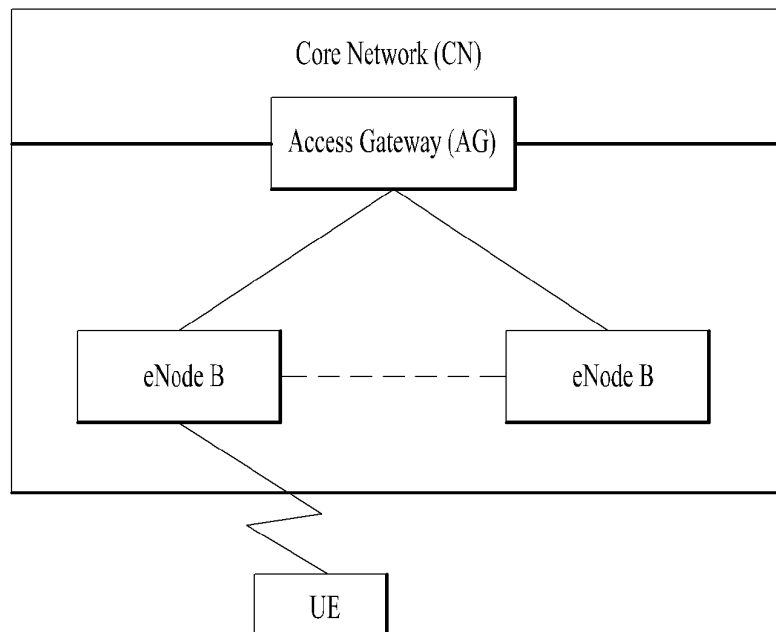 Core Network (CN)
Access Gateway (AG)
eNode B
eNode B
UE